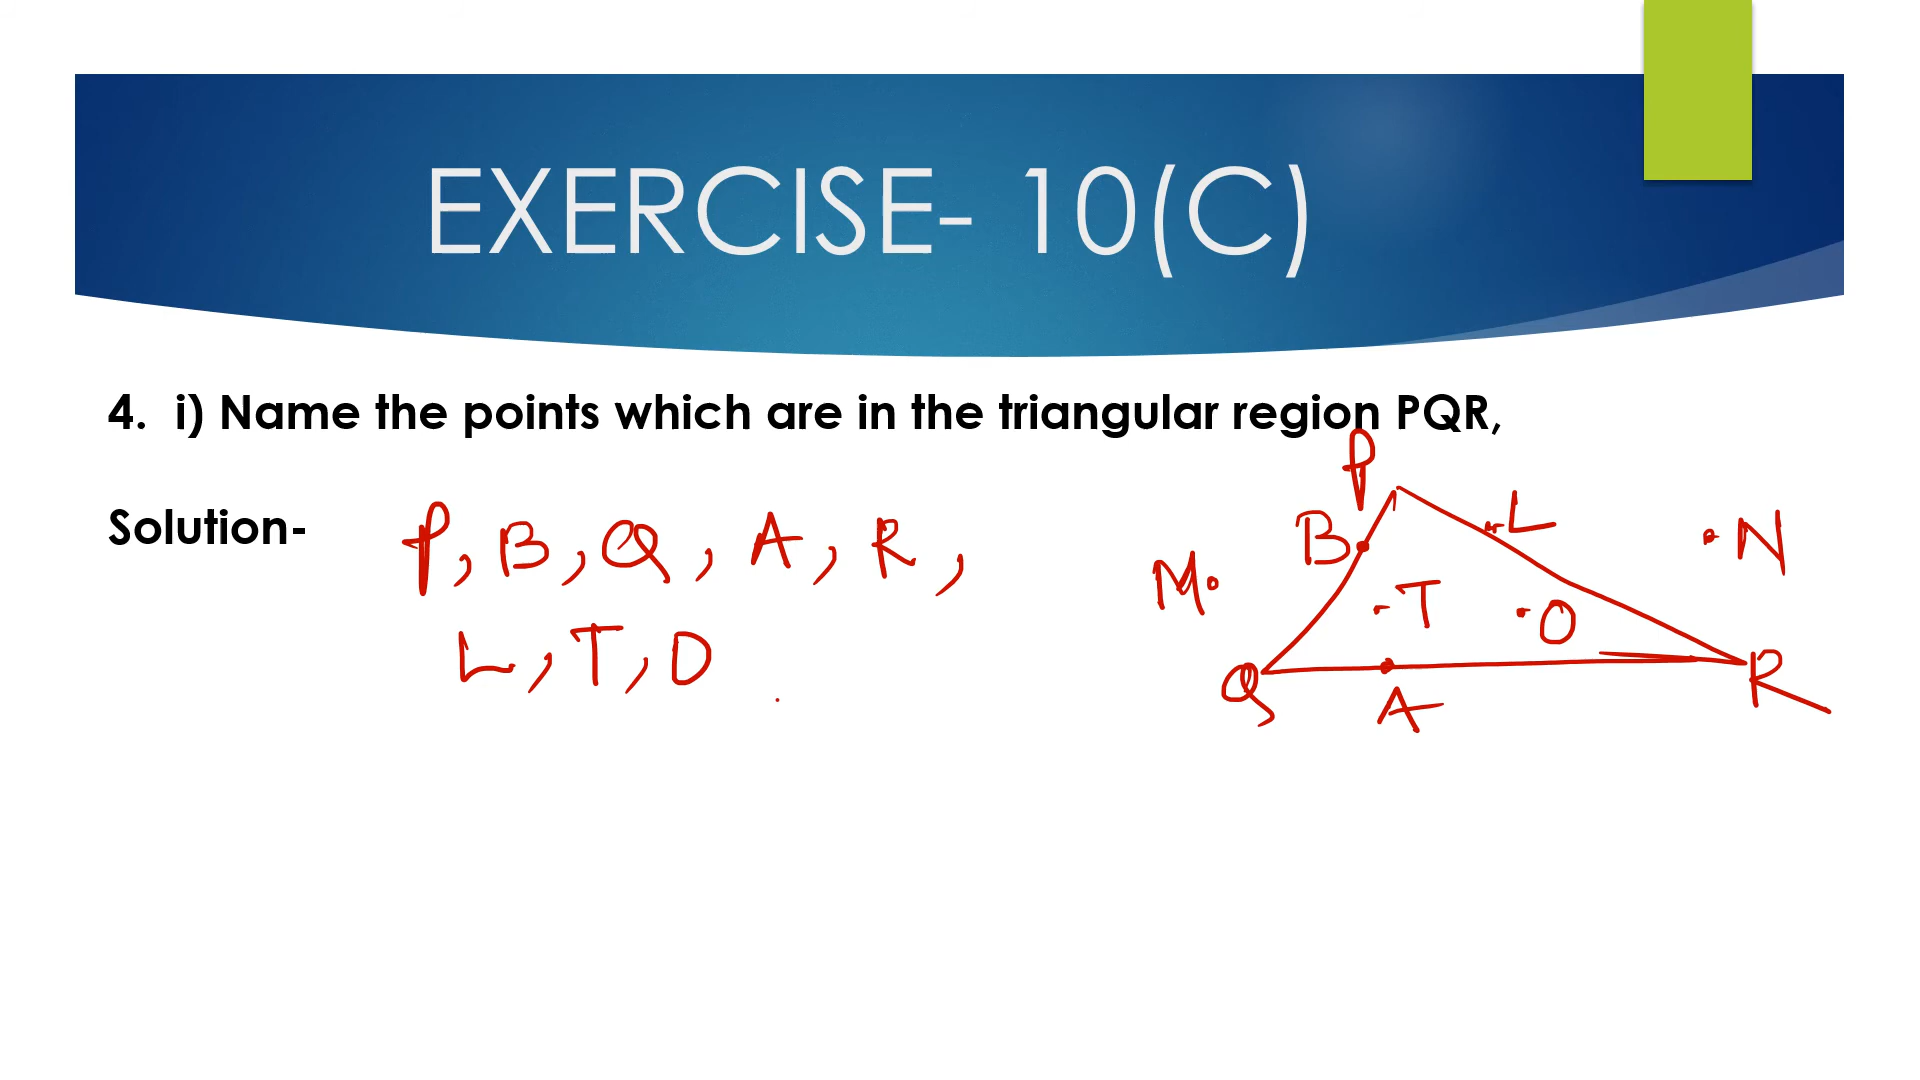 EXERCISE- 10(C)
4. i) Name the points which are in the triangular region PQR,
Solution-
P, B, Q, A, R,
L, T, O
P
L
B
N
M
T
O
Q
A
R